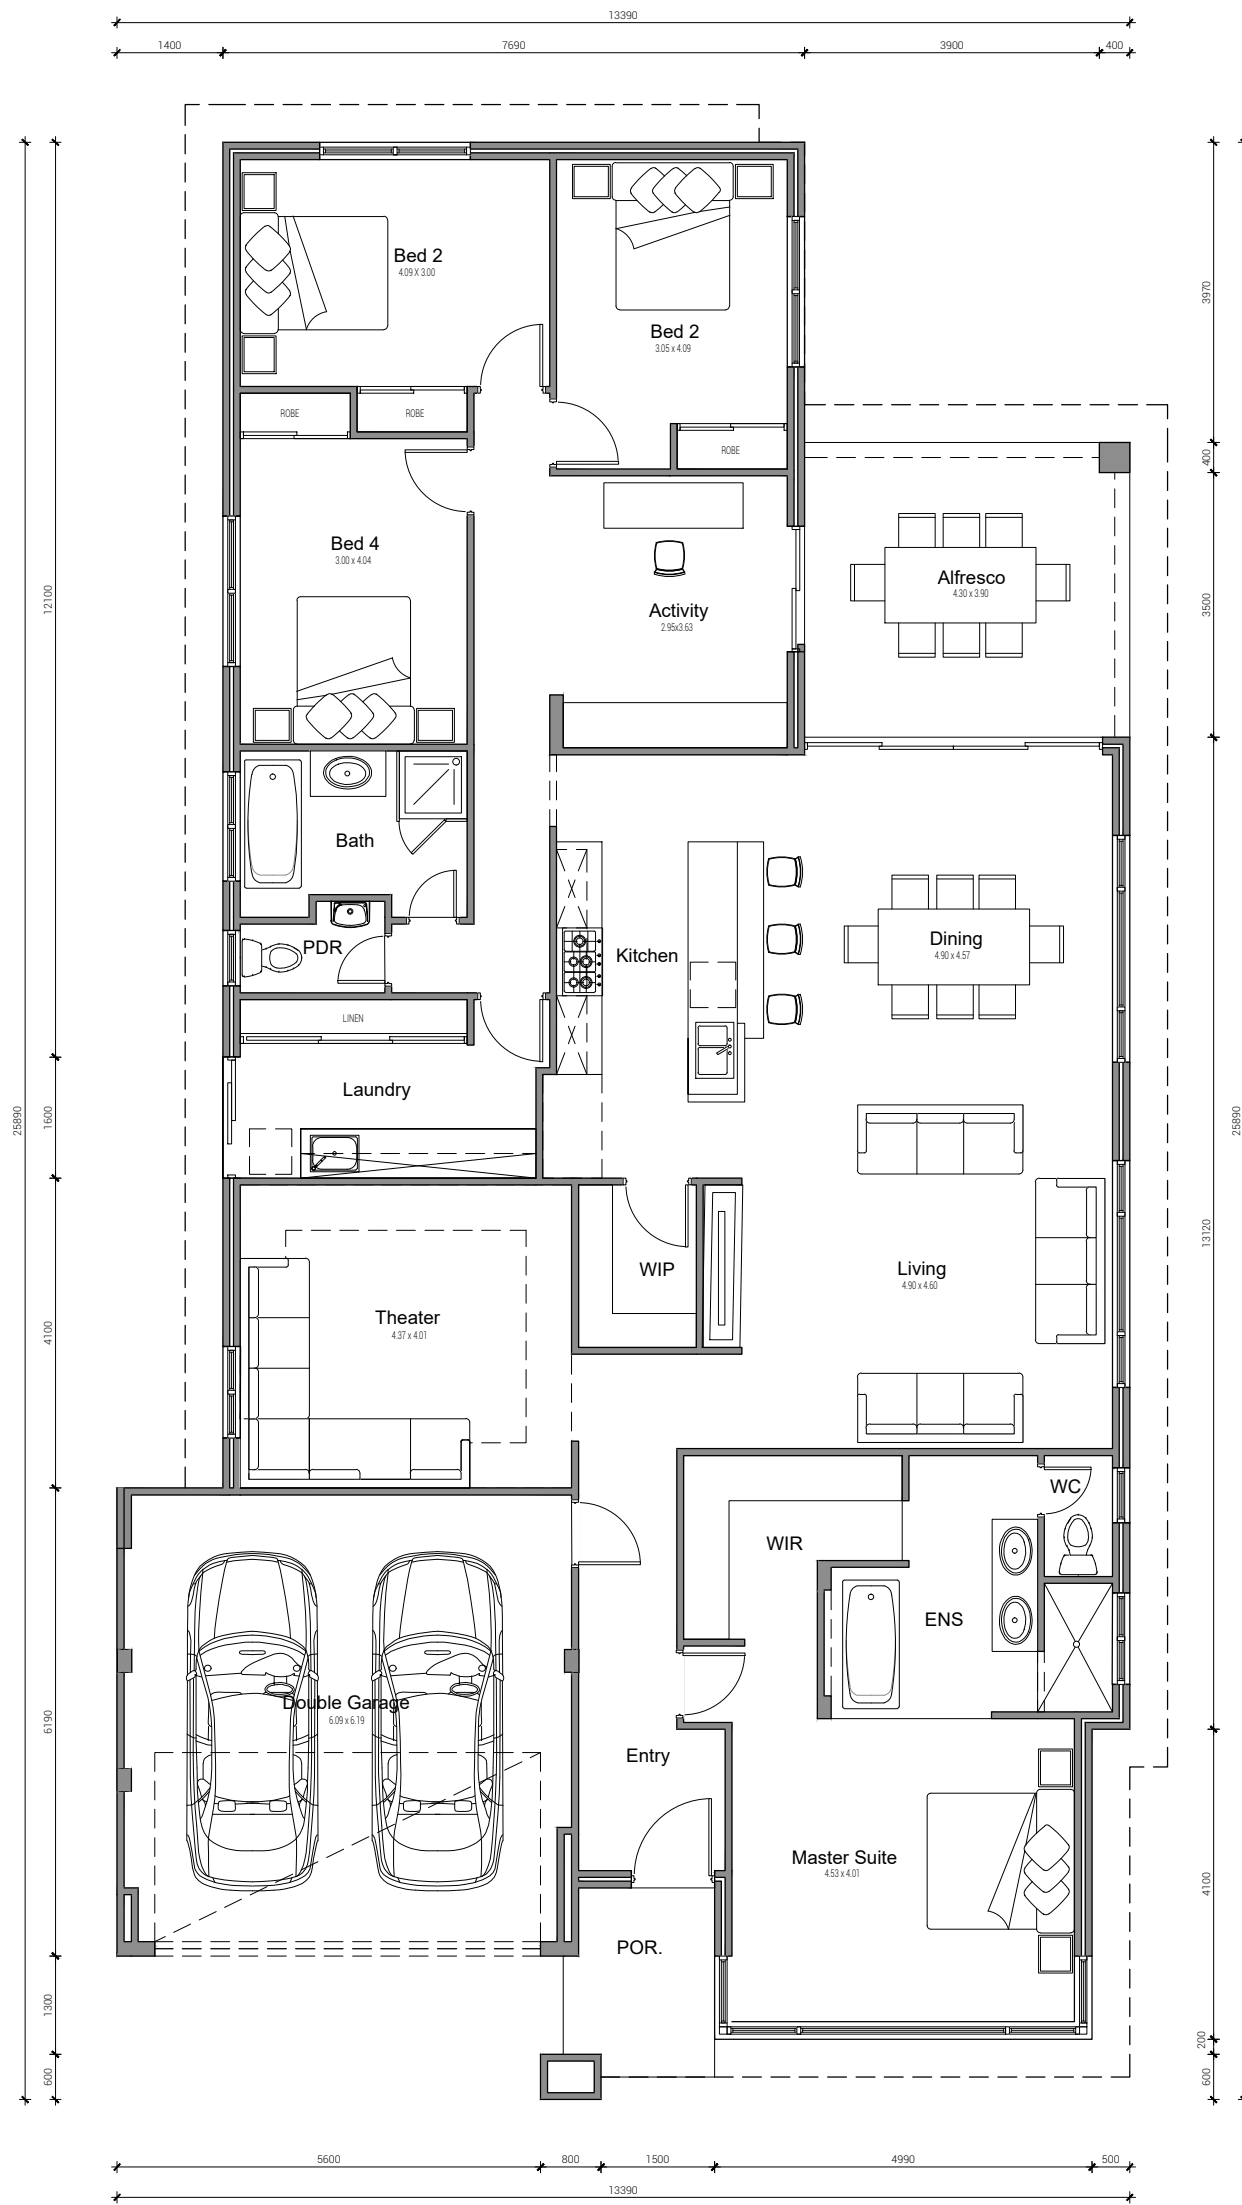 13390
1400
7690
3900
400
Bed 2
4.09 X 3.00
Bed 2
3.05 x 4.09
3970
ROBE
ROBE
ROBE
400
Bed 4
3.00 x 4.04
Alfresco
4.30 x 3.90
12100
3500
Activity
2.95x3.63
Bath
Kitchen
Dining
4.90 x 4.57
PDR
LINEN
Laundry
25890
1600
25890
13120
WIP
Living
4.90 x 4.60
Theater
4.37 x 4.01
4100
WC
WIR
ENS
Double Garage
6.09 x 6.19
6190
Entry
Master Suite
4.53 x 4.01
4100
POR.
1300
200
600
600
5600
800
1500
4990
500
13390